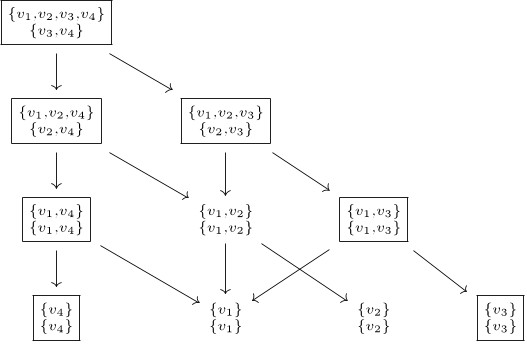 {v₁,v₂,v₃,v₄}
{v₃,v₄}
{v₁,v₂,v₄}
{v₂,v₄}
{v₁,v₂,v₃}
{v₂,v₃}
{v₁,v₄}
{v₁,v₄}
{v₁,v₂}
{v₁,v₂}
{v₁,v₃}
{v₁,v₃}
{v₄}
{v₄}
{v₁}
{v₁}
{v₂}
{v₂}
{v₃}
{v₃}